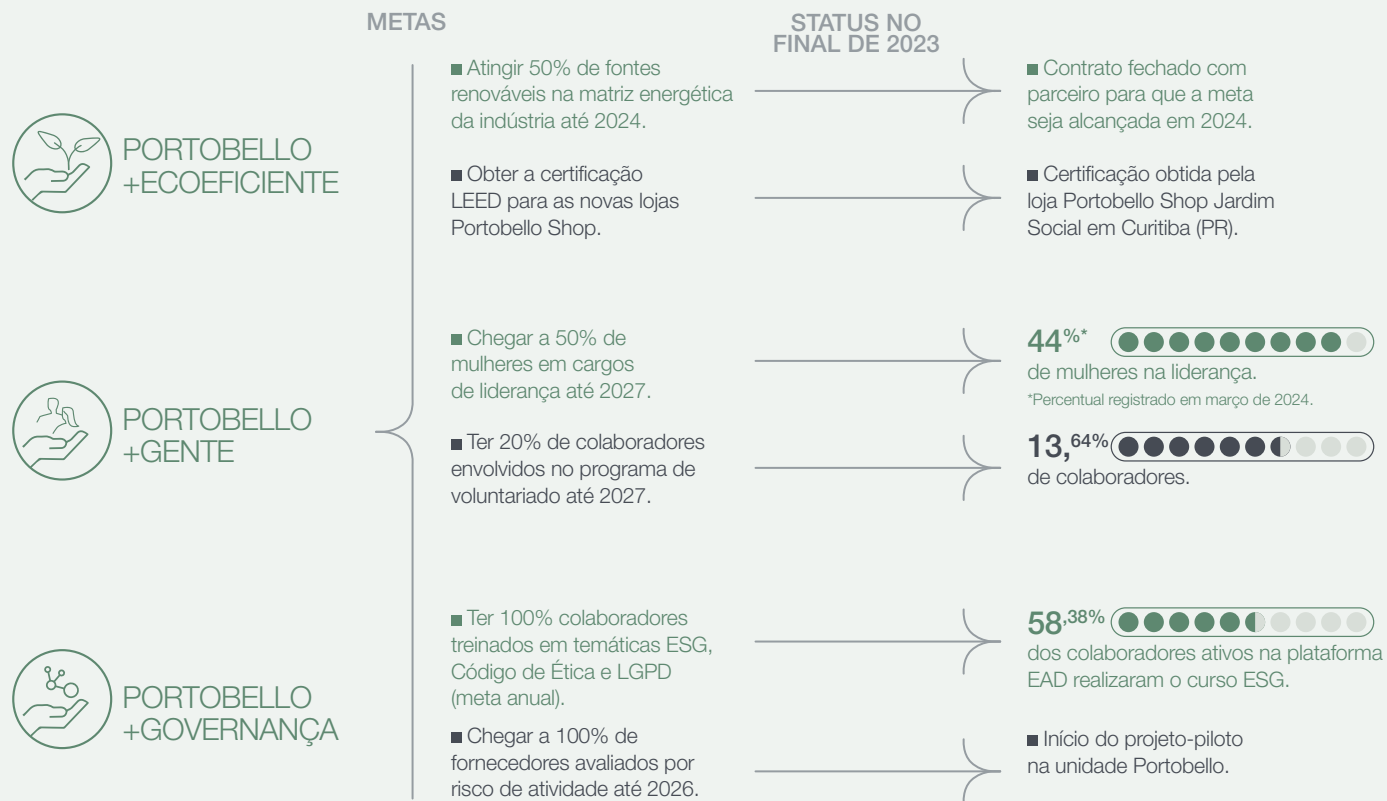 METAS
STATUS NO
FINAL DE 2023
PORTOBELLO
+ECOEFICIENTE
■ Atingir 50% de fontes
renováveis na matriz energética
da indústria até 2024.
■ Contrato fechado com
parceiro para que a meta
seja alcançada em 2024.
■ Obter a certificação
LEED para as novas lojas
Portobello Shop.
■ Certificação obtida pela
loja Portobello Shop Jardim
Social em Curitiba (PR).
PORTOBELLO
+GENTE
■ Chegar a 50% de
mulheres em cargos
de liderança até 2027.
44%*
de mulheres na liderança.
*Percentual registrado em março de 2024.
■ Ter 20% de colaboradores
envolvidos no programa de
voluntariado até 2027.
13,64%
de colaboradores.
PORTOBELLO
+GOVERNANÇA
■ Ter 100% colaboradores
treinados em temáticas ESG,
Código de Ética e LGPD
(meta anual).
58,38%
dos colaboradores ativos na plataforma
EAD realizaram o curso ESG.
■ Chegar a 100% de
fornecedores avaliados por
risco de atividade até 2026.
■ Início do projeto-piloto
na unidade Portobello.